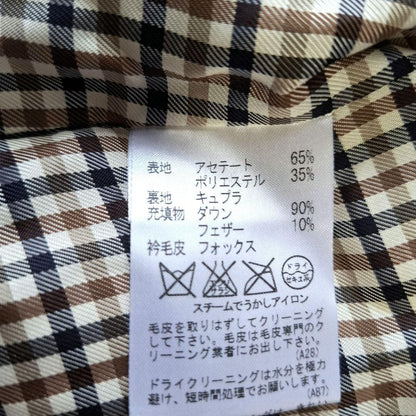 表地 アセテート 65%
ポリエステル 35%
裏地 キュプラ
充填物 ダウン 90%
フェザー 10%
衿毛皮 フォックス
エンソ
サラシ
ドライ
セキユ系
スチームでうかしアイロン
毛皮を取りはずしてクリーニング
して下さい。毛皮は毛皮専門のク
リーニング業者にお出し下さい。
(A28)
ドライクリーニングは水分を極力
避け、短時間処理でお願い致し
ます。 (A87)